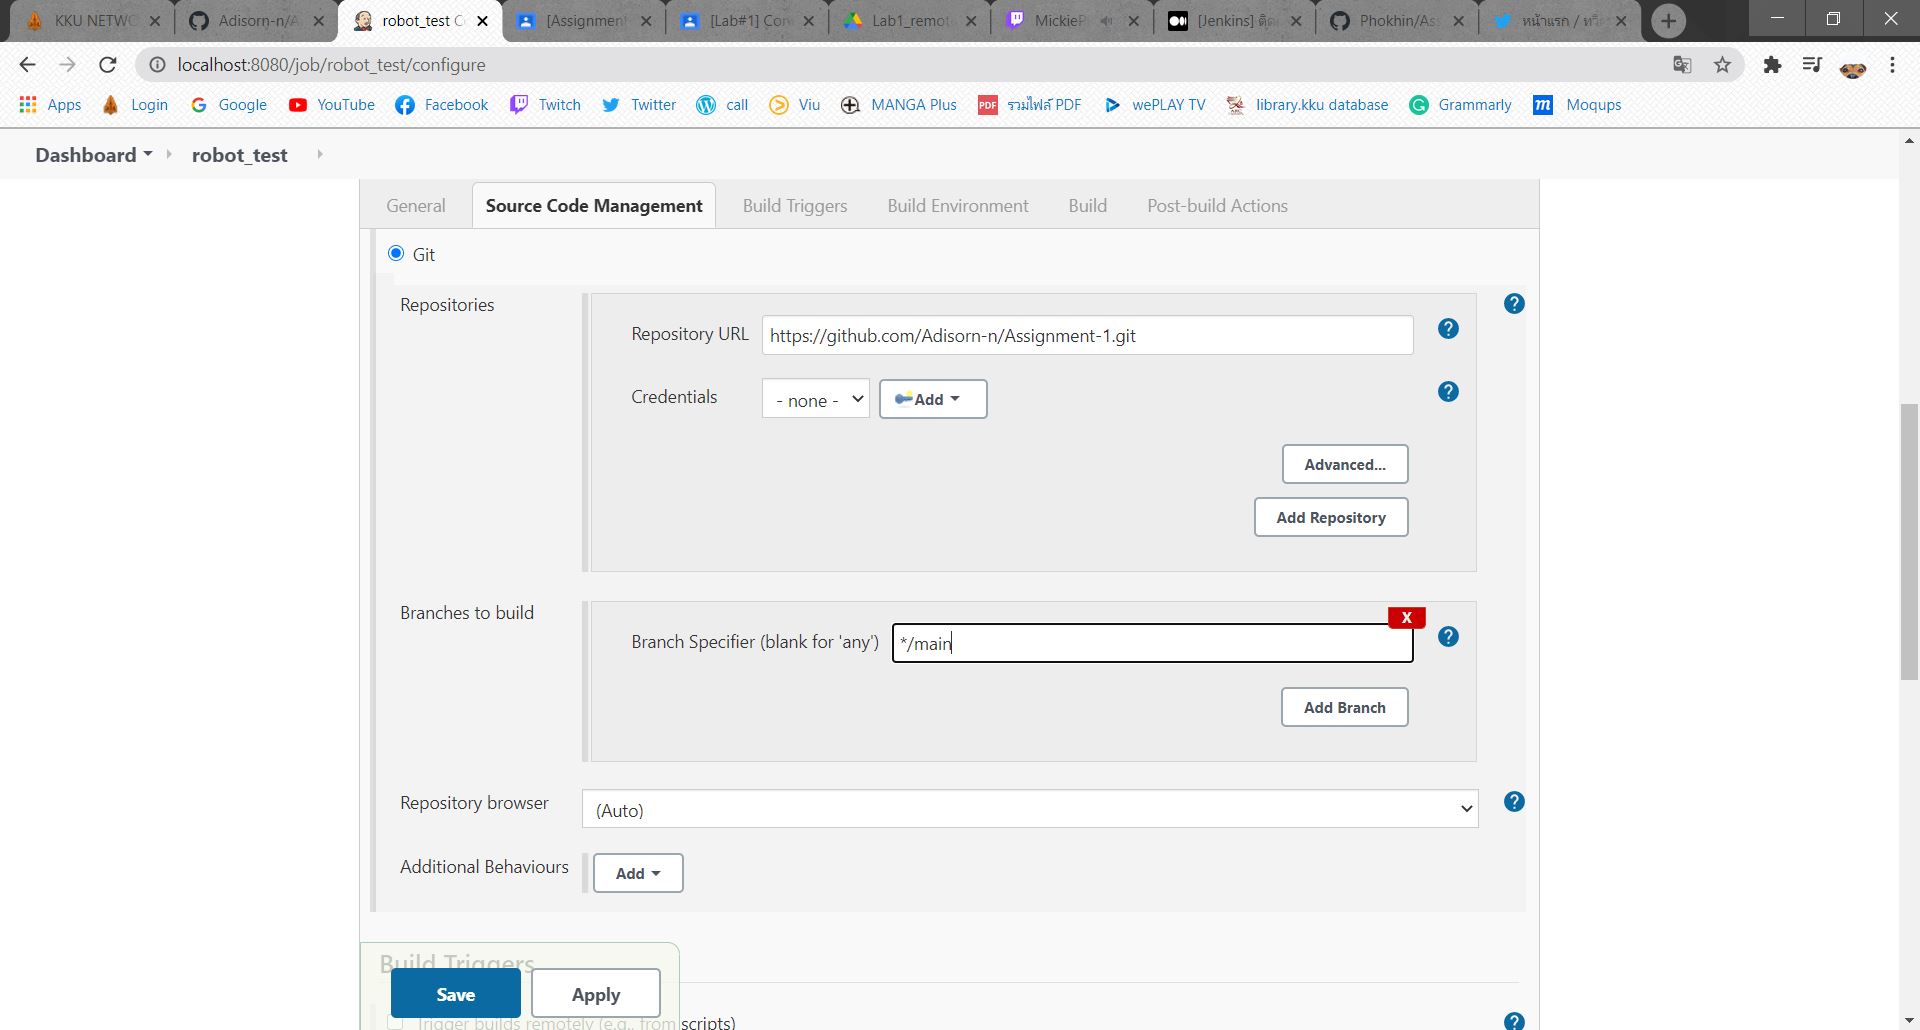 KKU NETWO
Adisorn-n/A
robot_test C
[Assignment
[Lab#1] Con
Lab1_remot
MickieP
[Jenkins]
Phokhin/Ass
หน้าแรก / ทวี
localhost:8080/job/robot_test/configure
Apps
Login
Google
YouTube
Facebook
Twitch
Twitter
call
Viu
MANGA Plus
PDF รวมไฟล์ PDF
wePLAY TV
library.kku database
Grammarly
m Moqups
Dashboard
robot_test
General
Source Code Management
Build Triggers
Build Environment
Build
Post-build Actions
Git
Repositories
Repository URL
https://github.com/Adisorn-n/Assignment-1.git
Credentials
- none -
Add
Advanced...
Add Repository
Branches to build
X
Branch Specifier (blank for 'any')
*/main
Add Branch
Repository browser
(Auto)
Additional Behaviours
Add
Build Triggers
Save
Apply
Trigger builds remotely (e.g., from scripts)